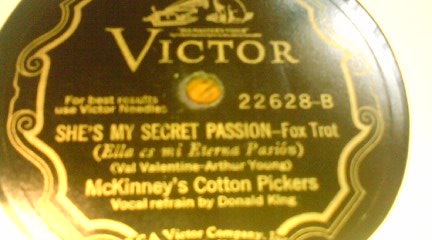 VICTOR
For best results
use Victor Needles
22628-B
SHE'S MY SECRET PASSION-Fox Trot
(Ella es mi Eterna Pasión)
(Val Valentine-Arthur Young)
McKinney's Cotton Pickers
Vocal refrain by Donald King
Victor Company, Inc.